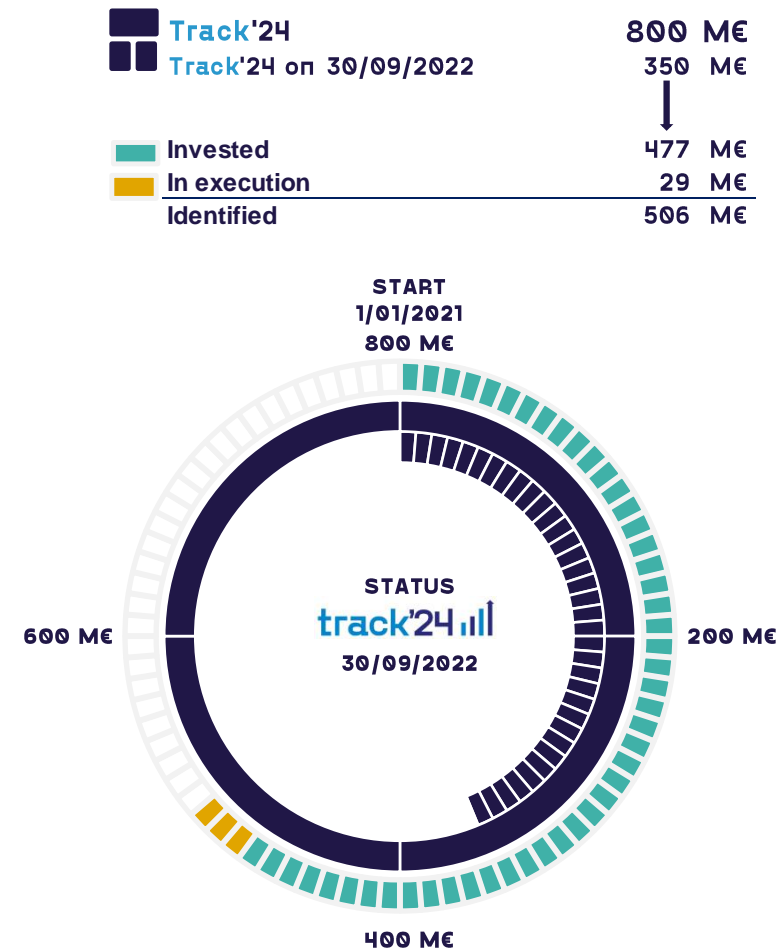 Track'24 800 M€
Track'24 on 30/09/2022 350 M€
Invested 477 M€
In execution 29 M€
Identified 506 M€
START
1/01/2021
800 M€
STATUS
track'24
600 M€ 200 M€
30/09/2022
400 M€